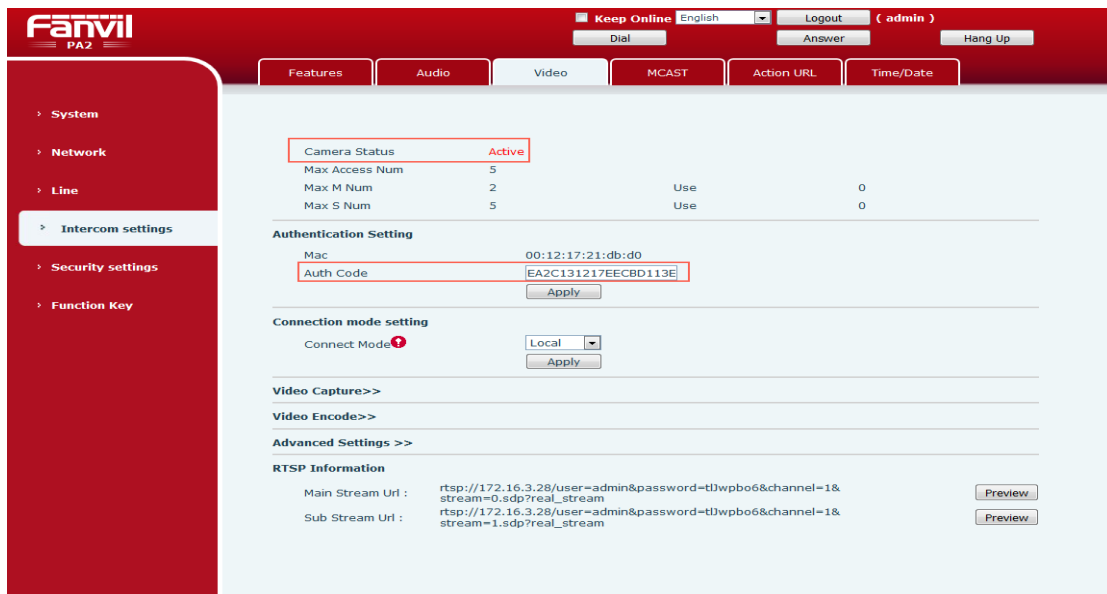 Fanvil
PA2
Keep Online English Logout ( admin )
Dial Answer Hang Up
Features Audio Video MCAST Action URL Time/Date
› System
› Network
› Line
› Intercom settings
› Security settings
› Function Key
Camera Status Active
Max Access Num 5
Max M Num 2 Use 0
Max S Num 5 Use 0
Authentication Setting
Mac 00:12:17:21:db:d0
Auth Code EA2C131217EECBD113E
Apply
Connection mode setting
Connect Mode Local
Apply
Video Capture>>
Video Encode>>
Advanced Settings >>
RTSP Information
Main Stream Url : rtsp://172.16.3.28/user=admin&password=tlJwpbo6&channel=1&
stream=0.sdp?real_stream Preview
Sub Stream Url : rtsp://172.16.3.28/user=admin&password=tlJwpbo6&channel=1&
stream=1.sdp?real_stream Preview